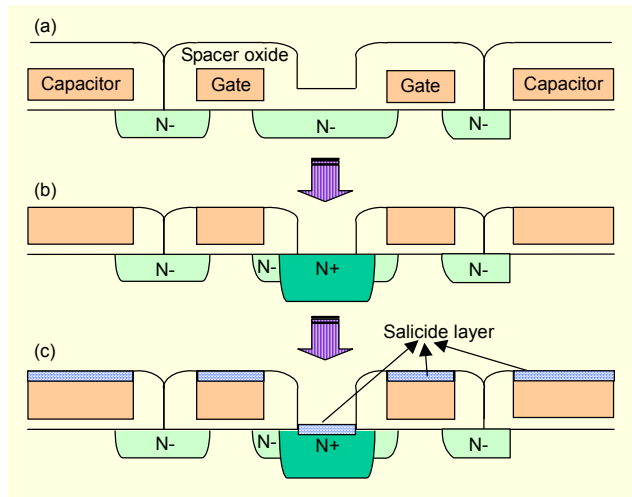 (a)
Spacer oxide
Capacitor
Gate
Gate
Capacitor
N-
N-
N-
(b)
N-
N-
N+
N-
(c)
Salicide layer
N-
N-
N+
N-